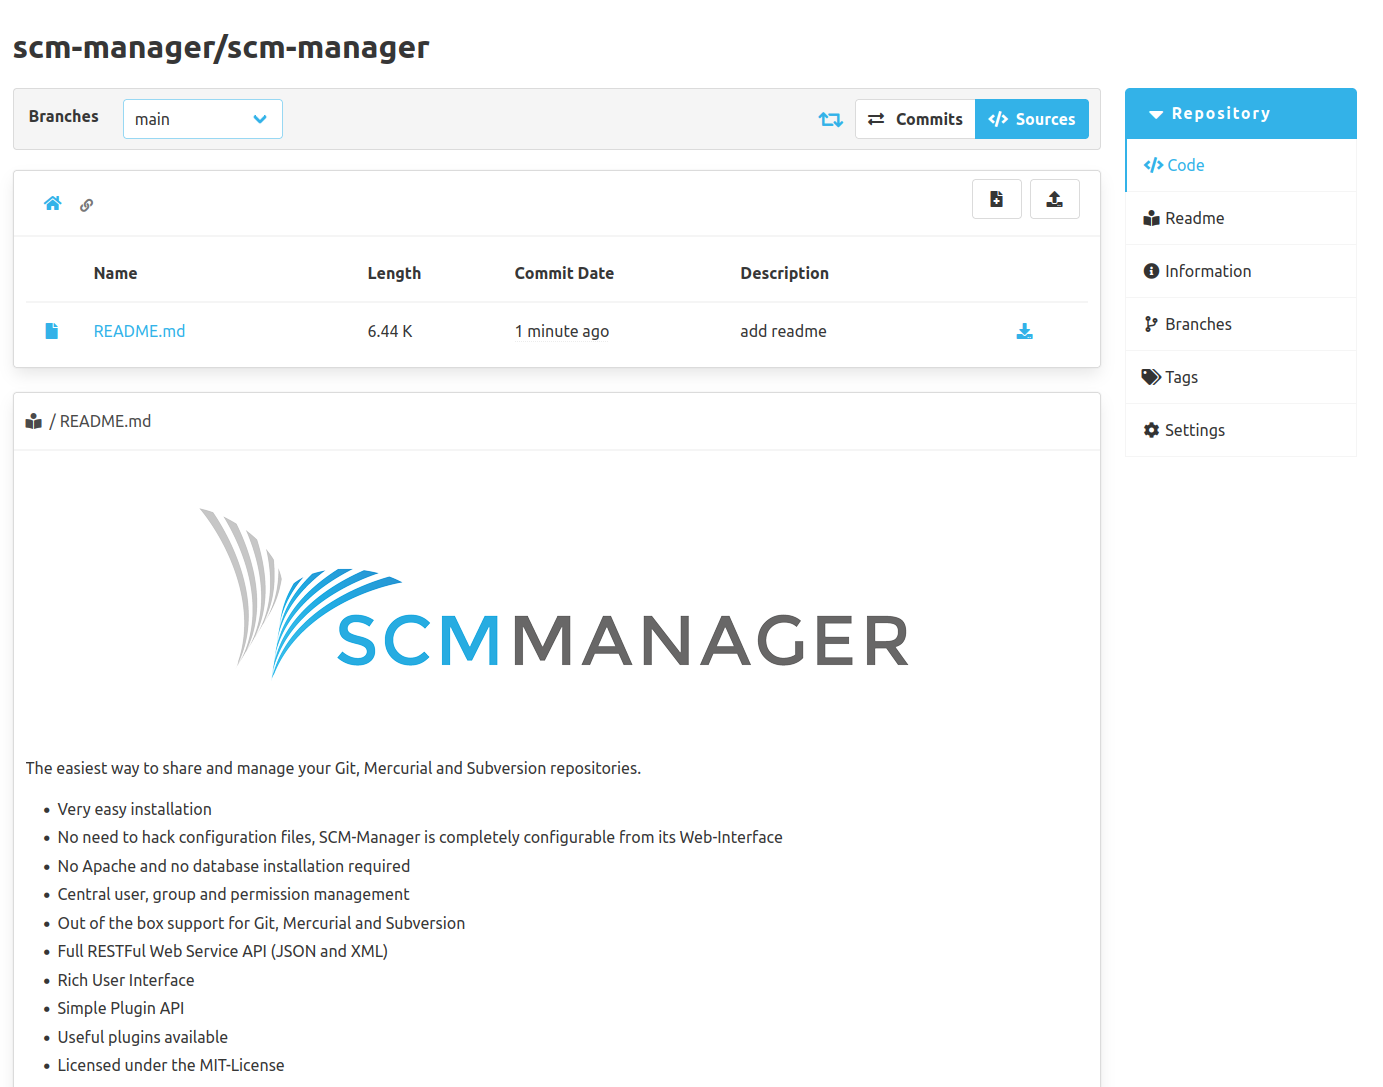 scm-manager/scm-manager
Branches main Commits Sources
Name Length Commit Date Description
README.md 6.44 K 1 minute ago add readme
/ README.md
SCMMANAGER
The easiest way to share and manage your Git, Mercurial and Subversion repositories.
Very easy installation
No need to hack configuration files, SCM-Manager is completely configurable from its Web-Interface
No Apache and no database installation required
Central user, group and permission management
Out of the box support for Git, Mercurial and Subversion
Full RESTFul Web Service API (JSON and XML)
Rich User Interface
Simple Plugin API
Useful plugins available
Licensed under the MIT-License
Repository
Code
Readme
Information
Branches
Tags
Settings